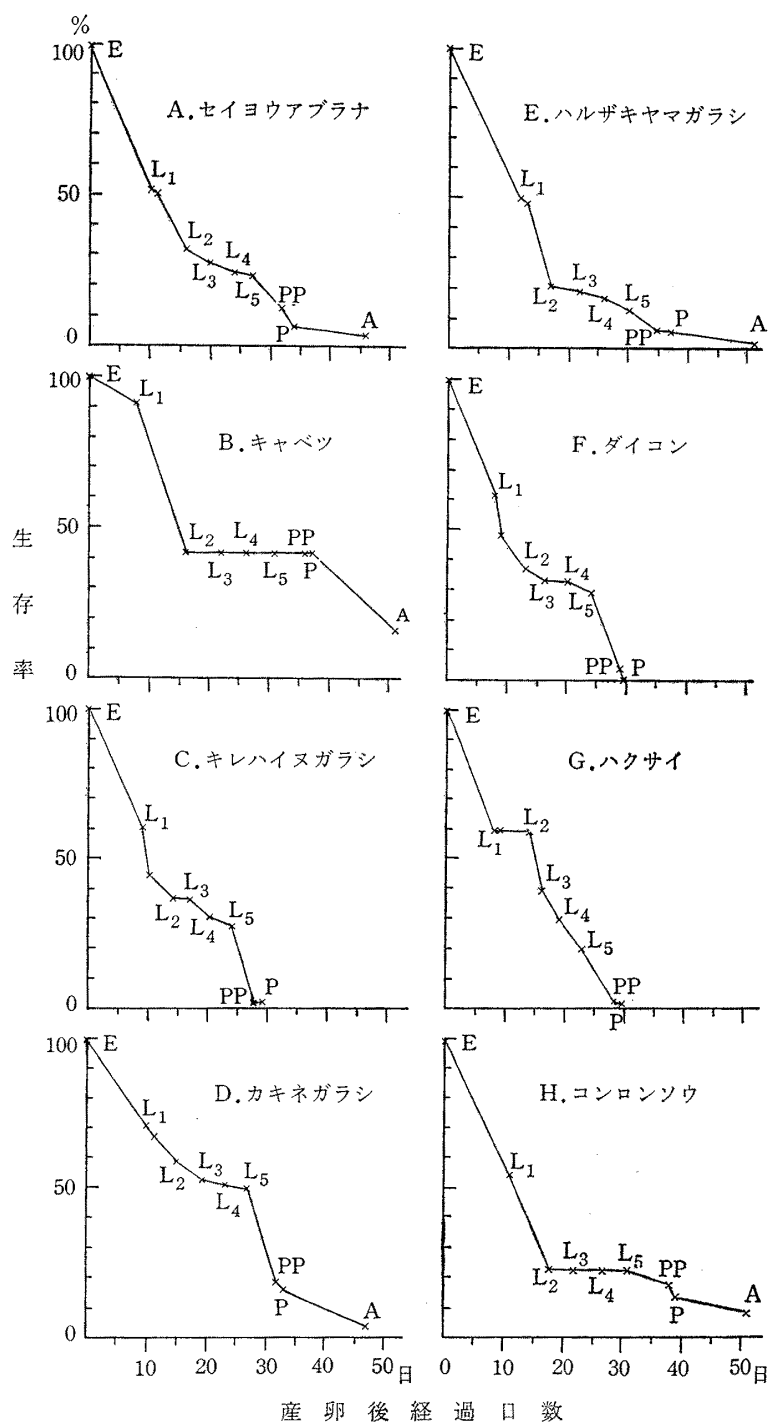 %
100
50
0
E
L1
L2
L3
L4
L5
PP
P
A
A.セイヨウアブラナ
E
L1
L2
L3
L4
L5
PP
P
A
E.ハルザキヤマガラシ
100
50
0
E
L1
L2
L3
L4
L5
PP
P
A
B.キャベツ
E
L1
L2
L3
L4
L5
PP
P
F.ダイコン
生存率
100
50
0
E
L1
L2
L3
L4
L5
PP
P
C.キレハイヌガラシ
E
L1
L2
L3
L4
L5
PP
P
G.ハクサイ
100
50
0
E
L1
L2
L3
L4
L5
PP
P
A
D.カキネガラシ
10 20 30 40 50日
E
L1
L2
L3
L4
L5
PP
P
A
H.コンロンソウ
0 10 20 30 40 50日
産卵後経過日数